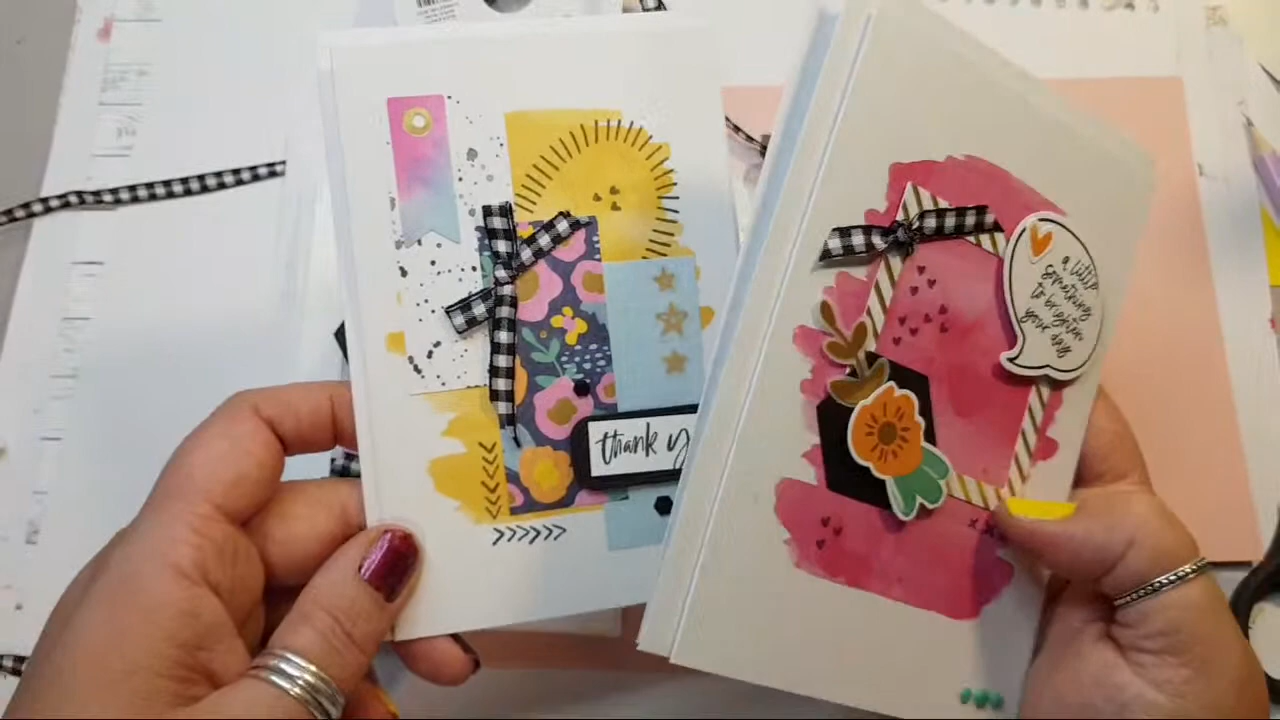 thank y
a little
something
to brighten
your day